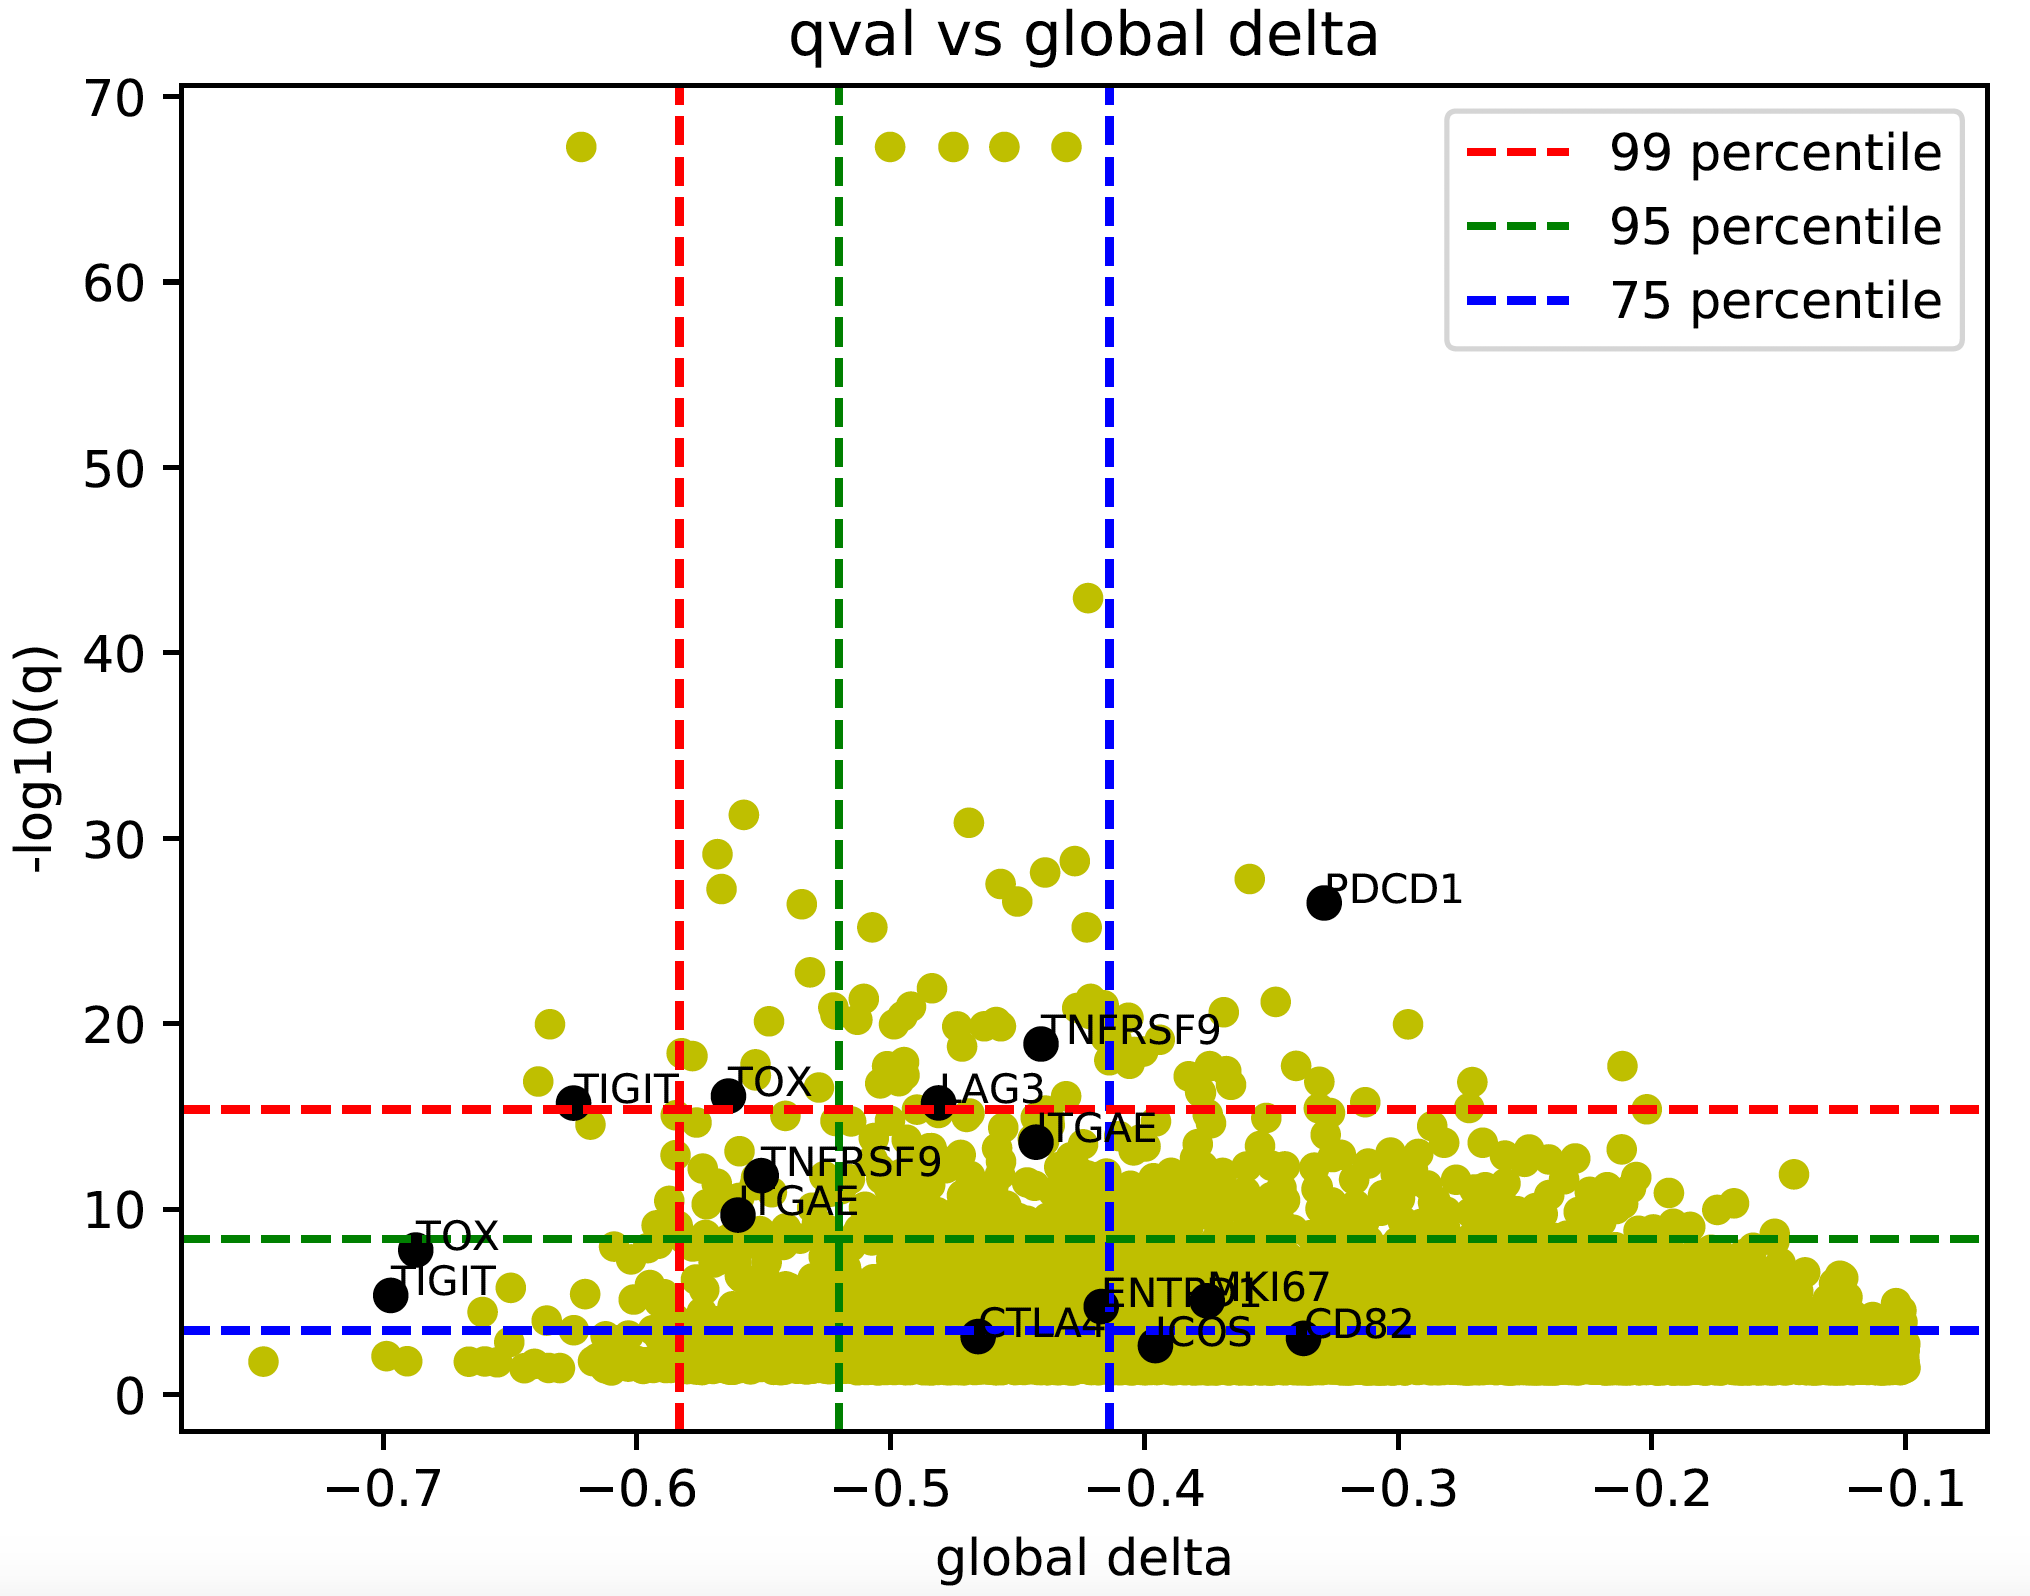 qval vs global delta
70
60
50
40
30
20
10
0
-log10(q)
99 percentile
95 percentile
75 percentile
PDCD1
TNFRSF9
TIGIT
TOX
LAG3
ITGAE
TNFRSF9
ITGAE
TOX
TIGIT
ENTPD1
MKI67
CTLA4
ICOS
CD82
−0.7
−0.6
−0.5
−0.4
−0.3
−0.2
−0.1
global delta